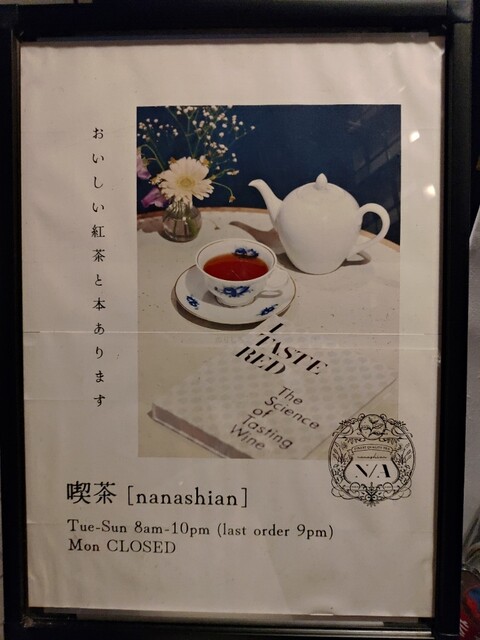 おいしい紅茶と本あります
I
TASTE
RED
The
Science
of
Tasting
Wine
nanashian
N/A
喫茶 [nanashian]
Tue-Sun 8am-10pm (last order 9pm)
Mon CLOSED